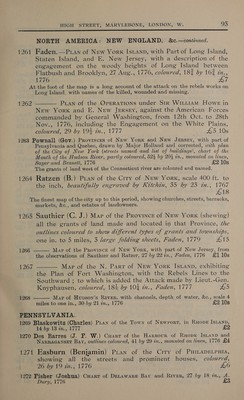 HIGH STREET, MARYLEBONE, LONDON, W. 93
NORTH AMERICA: NEW ENGLAND, &c.—continued.
1261 Faden.—PLAN OF NEW YORK ISLAND, with Part of Long Island,
Staten Island, and E. New Jersey, with a description of the
engagement on the woody heights of Long Island between
Flatbush and Brooklyn, 27 Aug., 1776, coloured, 18¾ by 16¾ in.,
1776 £7
At the foot of the map is a long account of the attack on the rebels works on
Long Island, with names of the killed, wounded and missing.
1262 ——— PLAN of the OPERATIONS under SIR WILLIAM HOWE in
New York and E. New Jersey, against the American Forces
commanded by General Washington, from 12th Oct. to 28th
Nov., 1776, including the Engagement on the White Plains,
coloured, 29 by 19½ in., 1777 £5 10s
1263 Pownall (Gov.) PROVINCES OF NEW YORK AND NEW JERSEY, with part of
Pensylvania and Quebec, drawn by Major Holland and corrected, with plan
of the City of New York (streets named and list of buildings), chart of the
Mouth of the Hudson River, partly coloured, 52½ by 20½ in., mounted on linen,
Sayer and Bennett, 1776 £2 10s
The grants of land west of the Connecticut river are coloured and named.
1264 Ratzen (B.) PLAN of the CITY of NEW YORK, scale 400 ft. to
the inch, beautifully engraved by Kitchin, 35 by 23 in., 1767
£18
The finest map of the city up to this period, showing churches, streets, barracks,
markets, &c., and estates of landowners.
1265 Sauthier (C. J.) MAP of the PROVINCE of NEW YORK (shewing)
all the grants of land made and located in that Province, the
outlines coloured to show different types of grants and townships,
one in. to 5 miles, 3 large folding sheets, Faden, 1779 £15
1266 ——— MAP of the PROVINCE of NEW YORK, with part of New Jersey, from
the observations of Sauthier and Ratzer, 27 by 22 in., Faden, 1776 £1 10s
1267 ——— MAP of the N. PART of NEW YORK ISLAND, exhibiting
the Plan of Fort Washington, with the Rebels Lines to the
Southward; to which is added the Attack made by Lieut.-Gen.
Knyphausen, coloured, 18¾ by 10¾ in., Faden, 1777 £5
1268 ——— MAP of HUDSON'S RIVER, with channels, depth of water, &c., scale 4
miles to one in., 30 by 21 in., 1776 £1 10s
PENNSYLVANIA.
1269 Blaskowitz (Charles) PLAN of the TOWN of NEWPORT, in RHODE ISLAND,
14 by 13 in., 1777 £2
1270 Des Barres (J. F. W.) CHART of the HARBOUR of RHODE ISLAND and
NARRAGANSET BAY, outlines coloured, 41 by 29 in., mounted on linen, 1776 £4
1271 Easburn (Benjamin) PLAN of the CITY of PHILADELPHIA,
showing all the streets and prominent houses, coloured,
26 by 19 in., 1776 £6
1272 Fisher (Joshua) CHART of DELAWARE BAY and RIVER, 27 by 18 in., J.
Dury, 1776 £3